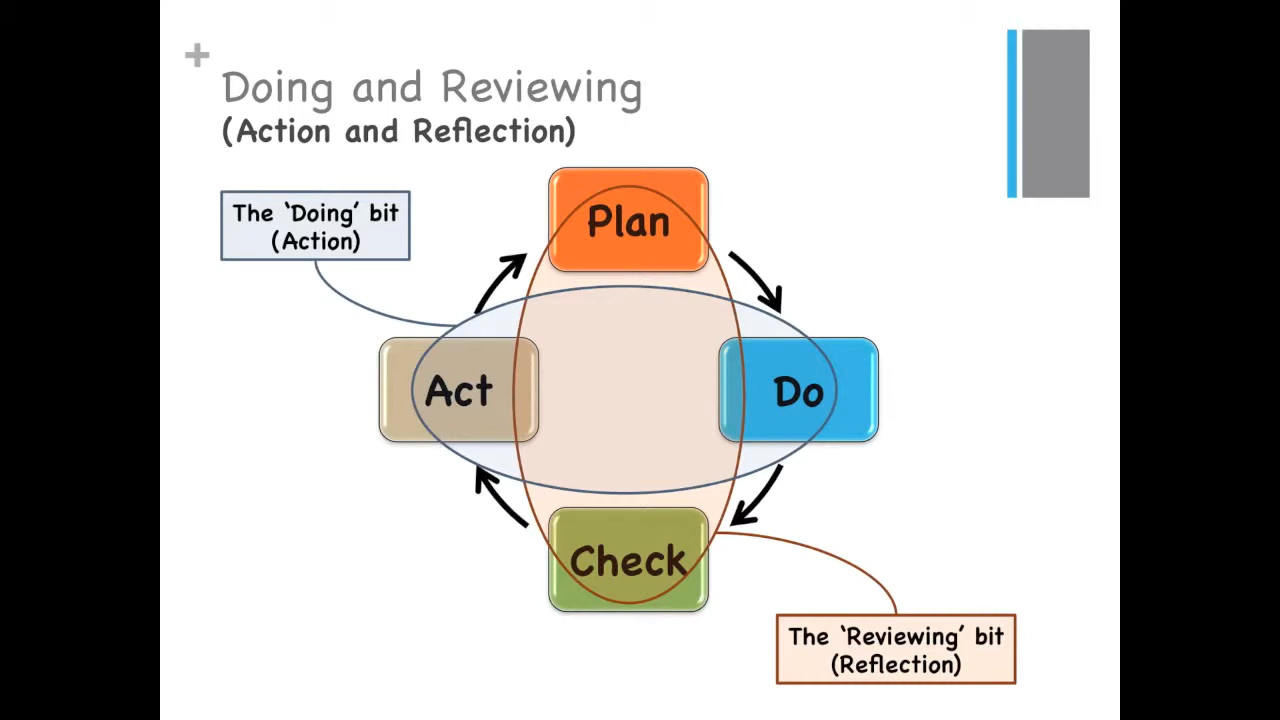 +
Doing and Reviewing
(Action and Reflection)
The ‘Doing’ bit
(Action)
Plan
Act
Do
Check
The ‘Reviewing’ bit
(Reflection)